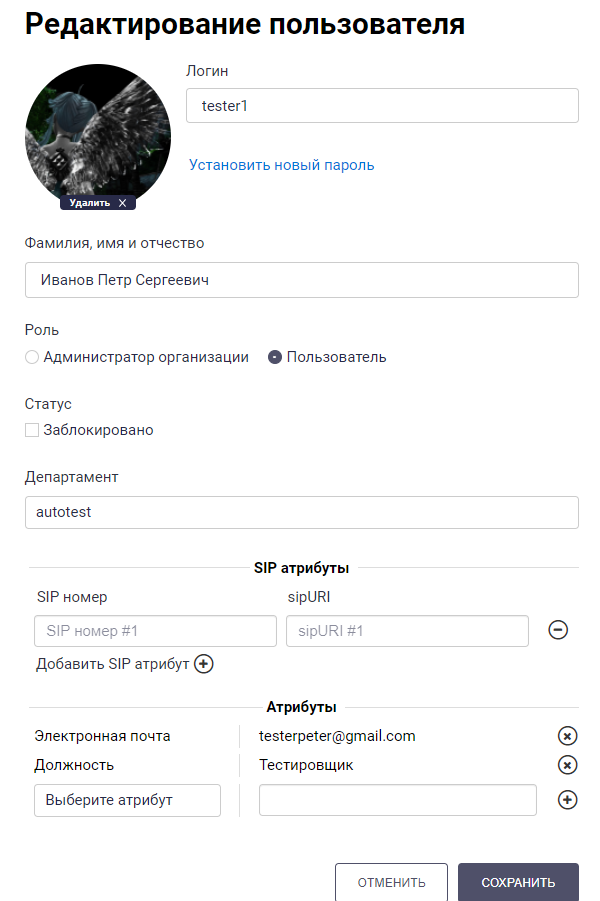 Редактирование пользователя
Логин
tester1
Установить новый пароль
Удалить X
Фамилия, имя и отчество
Иванов Петр Сергеевич
Роль
Администратор организации Пользователь
Статус
Заблокировано
Департамент
autotest
SIP атрибуты
SIP номер sipURI
SIP номер #1 sipURI #1
Добавить SIP атрибут
Атрибуты
Электронная почта testerpeter@gmail.com
Должность Тестировщик
Выберите атрибут
ОТМЕНИТЬ СОХРАНИТЬ